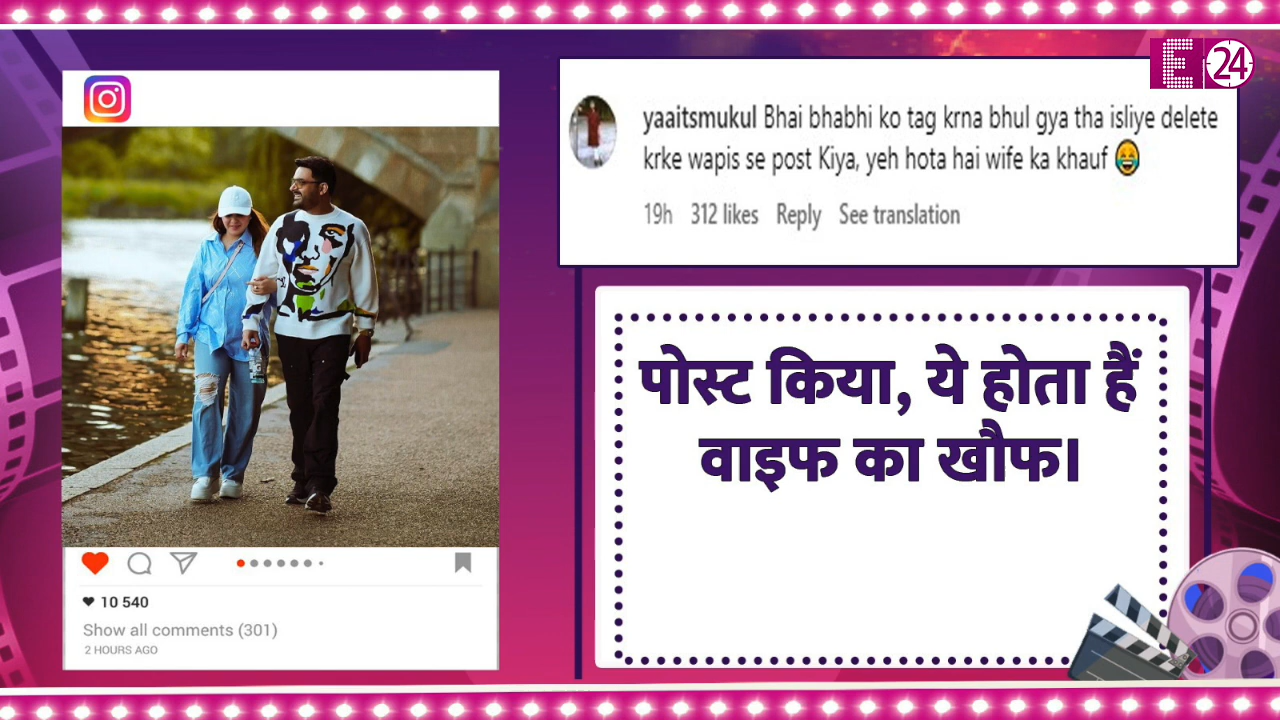 E 24
yaaitsmukul Bhai bhabhi ko tag krna bhul gya tha isliye delete
krke wapis se post Kiya, yeh hota hai wife ka khauf 😂
19h 312 likes Reply See translation
पोस्ट किया, ये होता हैं
वाइफ का खौफ।
10 540
Show all comments (301)
2 HOURS AGO